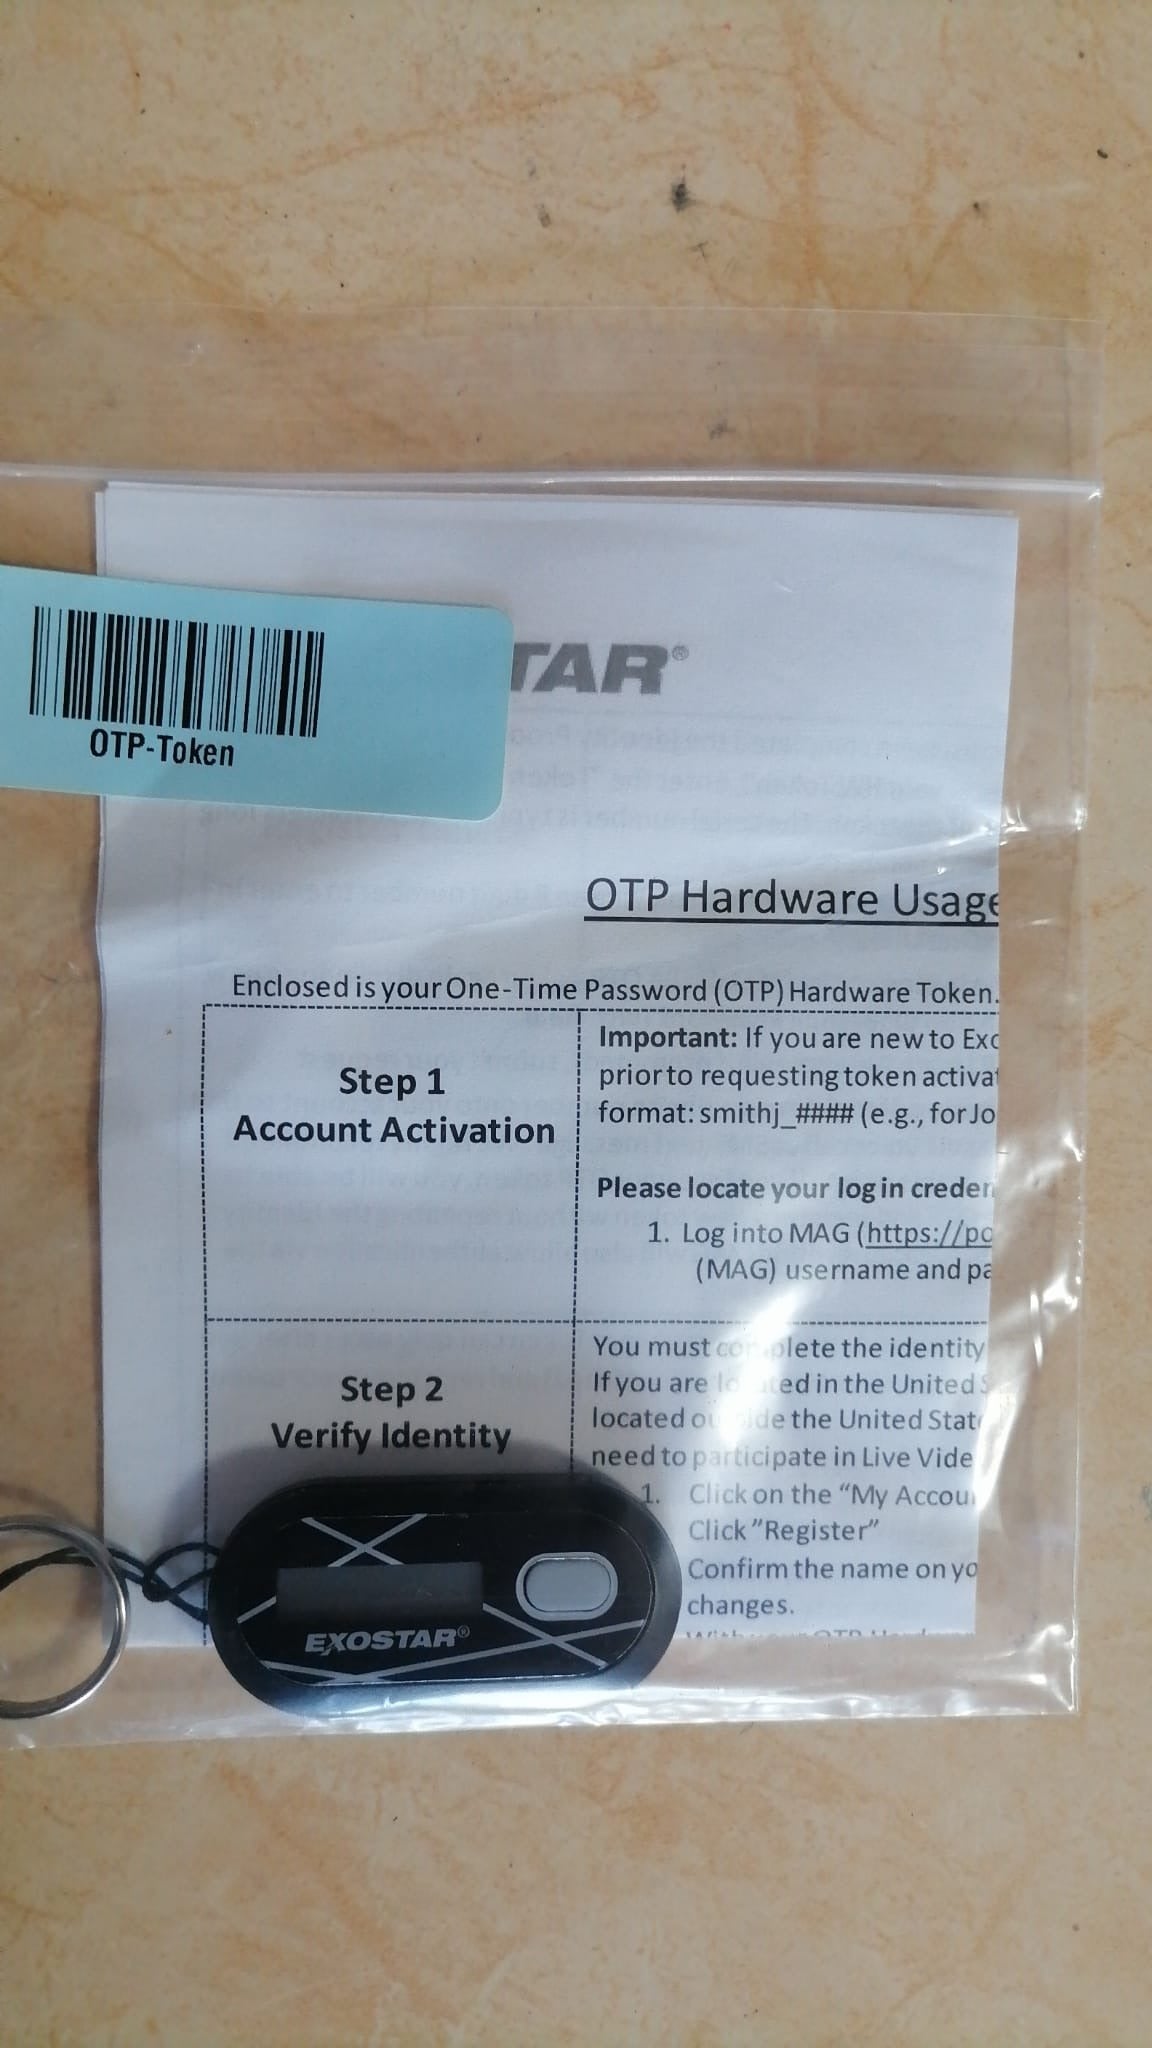 TAR®
OTP-Token
OTP Hardware Usage
Enclosed is your One-Time Password (OTP) Hardware Token.
Step 1
Account Activation
Important: If you are new to Exo
prior to requesting token activat
format: smithj_#### (e.g., for Jo
Please locate your login creden
1. Log into MAG (https://po
(MAG) username and pa
Step 2
Verify Identity
You must complete the identity
If you are located in the United S
located outside the United State
need to participate in Live Vide
1. Click on the "My Accou
Click "Register"
Confirm the name on yo
changes.
EXOSTAR®